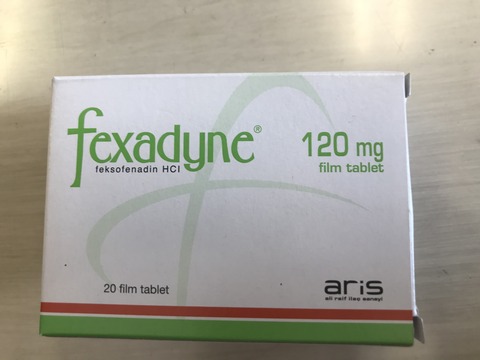 fexadyne®
feksofenadin HCl
120 mg
film tablet
20 film tablet
aris
ali raif ilaç sanayi